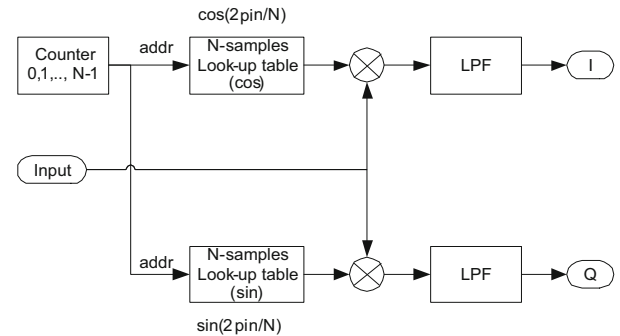 cos(2pin/N)
Counter
0,1,.., N-1
addr
N-samples
Look-up table
(cos)
LPF
I
Input
addr
N-samples
Look-up table
(sin)
LPF
Q
sin(2pin/N)